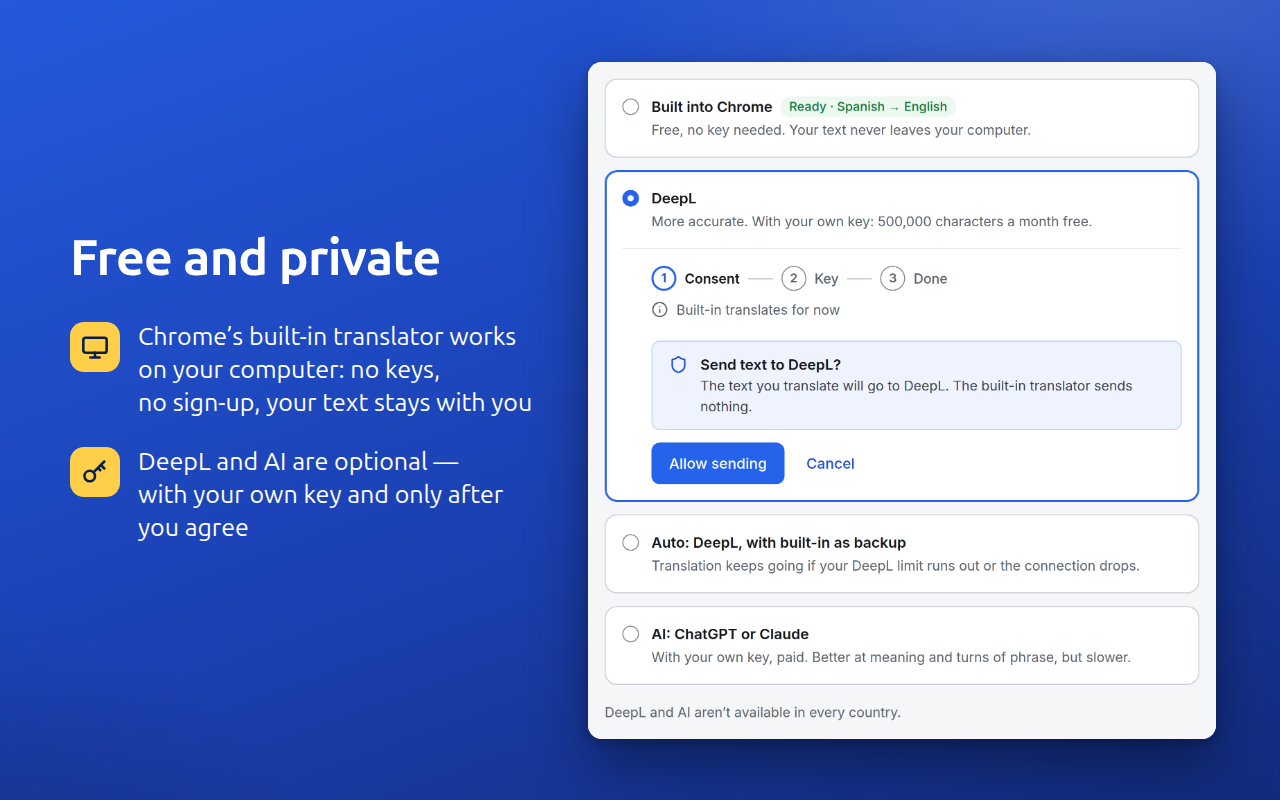 Free and private
Chrome’s built-in translator works
on your computer: no keys,
no sign-up, your text stays with you
DeepL and AI are optional —
with your own key and only after
you agree
Built into Chrome
Ready · Spanish → English
Free, no key needed. Your text never leaves your computer.
DeepL
More accurate. With your own key: 500,000 characters a month free.
1 Consent 2 Key 3 Done
Built-in translates for now
Send text to DeepL?
The text you translate will go to DeepL. The built-in translator sends
nothing.
Allow sending Cancel
Auto: DeepL, with built-in as backup
Translation keeps going if your DeepL limit runs out or the connection drops.
AI: ChatGPT or Claude
With your own key, paid. Better at meaning and turns of phrase, but slower.
DeepL and AI aren’t available in every country.